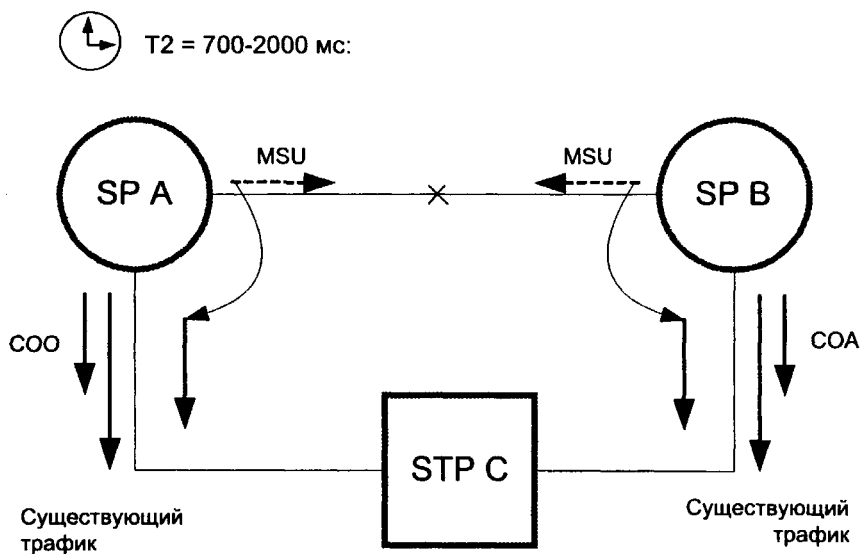 T2 = 700-2000 мс:
MSU
MSU
SP A
SP B
COO
COA
STP C
Существующий
трафик
Существующий
трафик